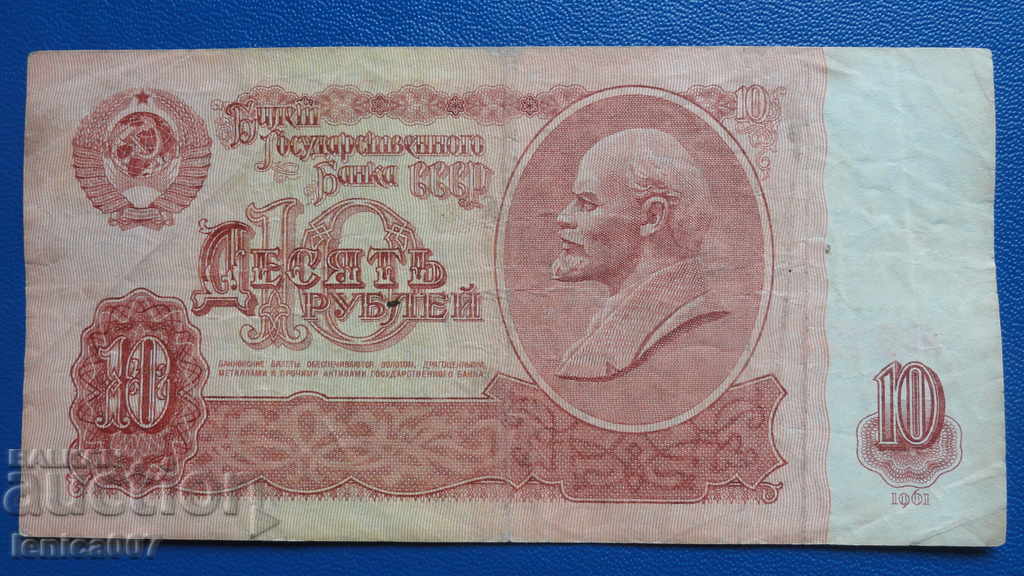 Билет
Государственного
Банка СССР
10
10
Десять
рублей
БАНКОВСКИЕ БИЛЕТЫ ОБЕСПЕЧИВАЮТСЯ ЗОЛОТОМ, ДРАГОЦЕННЫМИ
МЕТАЛЛАМИ И ПРОЧИМИ АКТИВАМИ ГОСУДАРСТВЕННОГО БАНКА
10
10
1961
auction
lenica007